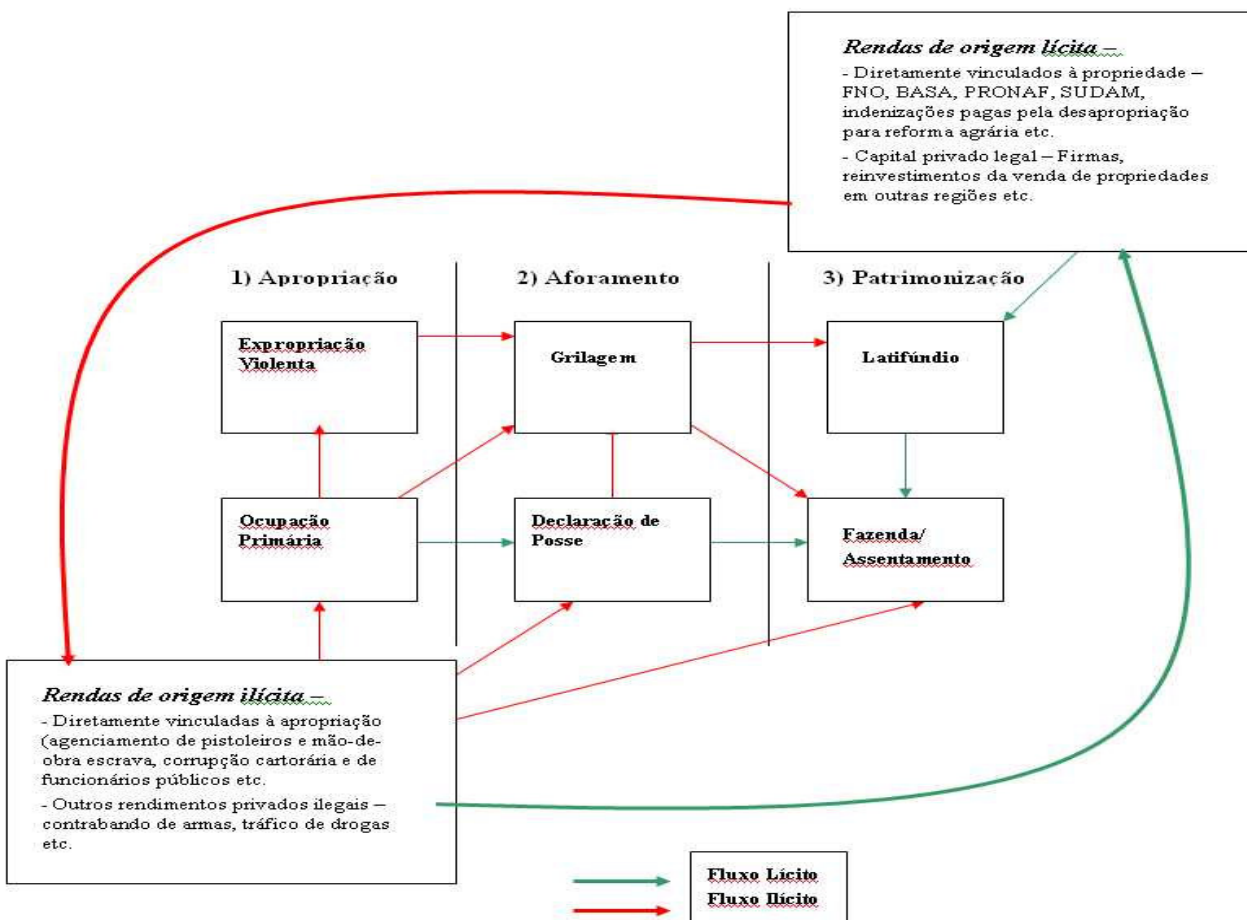 Rendas de origem lícita –
- Diretamente vinculados à propriedade –
FNO, BASA, PRONAF, SUDAM,
indenizações pagas pela desapropriação
para reforma agrária etc.
- Capital privado legal – Firmas,
reinvestimentos da venda de propriedades
em outras regiões etc.
1) Apropriação
2) Aforamento
3) Patrimonização
Expropriação
Violenta
Grilagem
Latifúndio
Ocupação
Primária
Declaração de
Posse
Fazenda/
Assentamento
Rendas de origem ilícita –
- Diretamente vinculadas à apropriação
(agenciamento de pistoleiros e mão-de-
obra escrava, corrupção cartorária e de
funcionários públicos etc.
- Outros rendimentos privados ilegais –
contrabando de armas, tráfico de drogas
etc.
Fluxo Lícito
Fluxo Ilícito